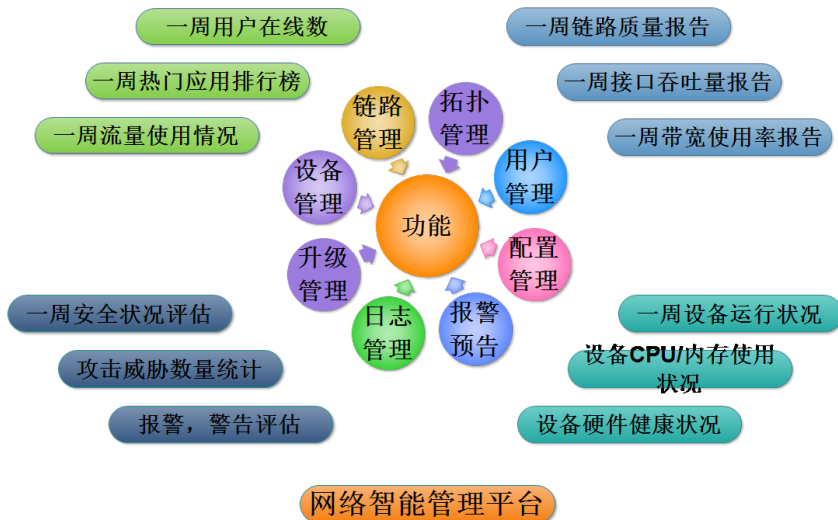 一周用户在线数
一周热门应用排行榜
一周流量使用情况
一周链路质量报告
一周接口吞吐量报告
一周带宽使用率报告
链路
管理
拓扑
管理
设备
管理
用户
管理
功能
升级
管理
配置
管理
日志
管理
报警
预告
一周安全状况评估
攻击威胁数量统计
报警，警告评估
一周设备运行状况
设备CPU/内存使用
状况
设备硬件健康状况
网络智能管理平台